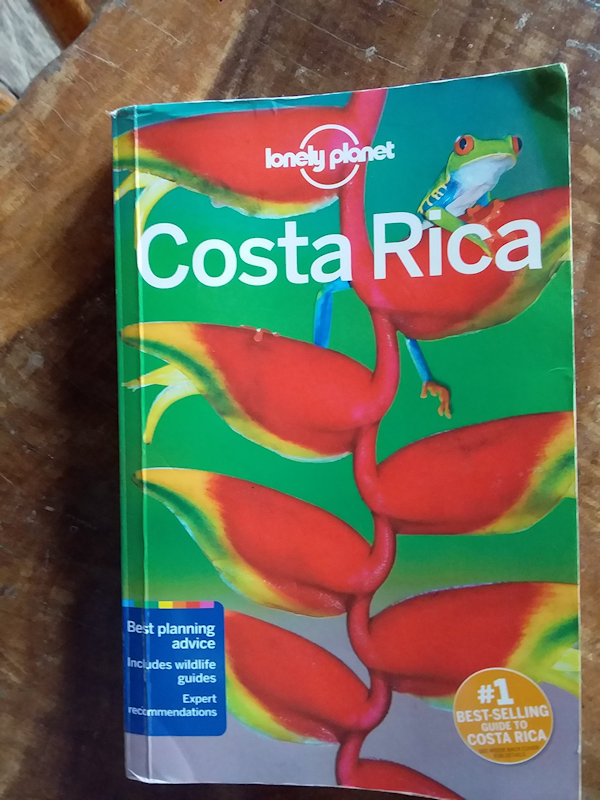 lonely planet
Costa Rica
Best planning
advice
Includes wildlife
guides
Expert
recommendations
#1
BEST-SELLING
GUIDE TO
COSTA RICA